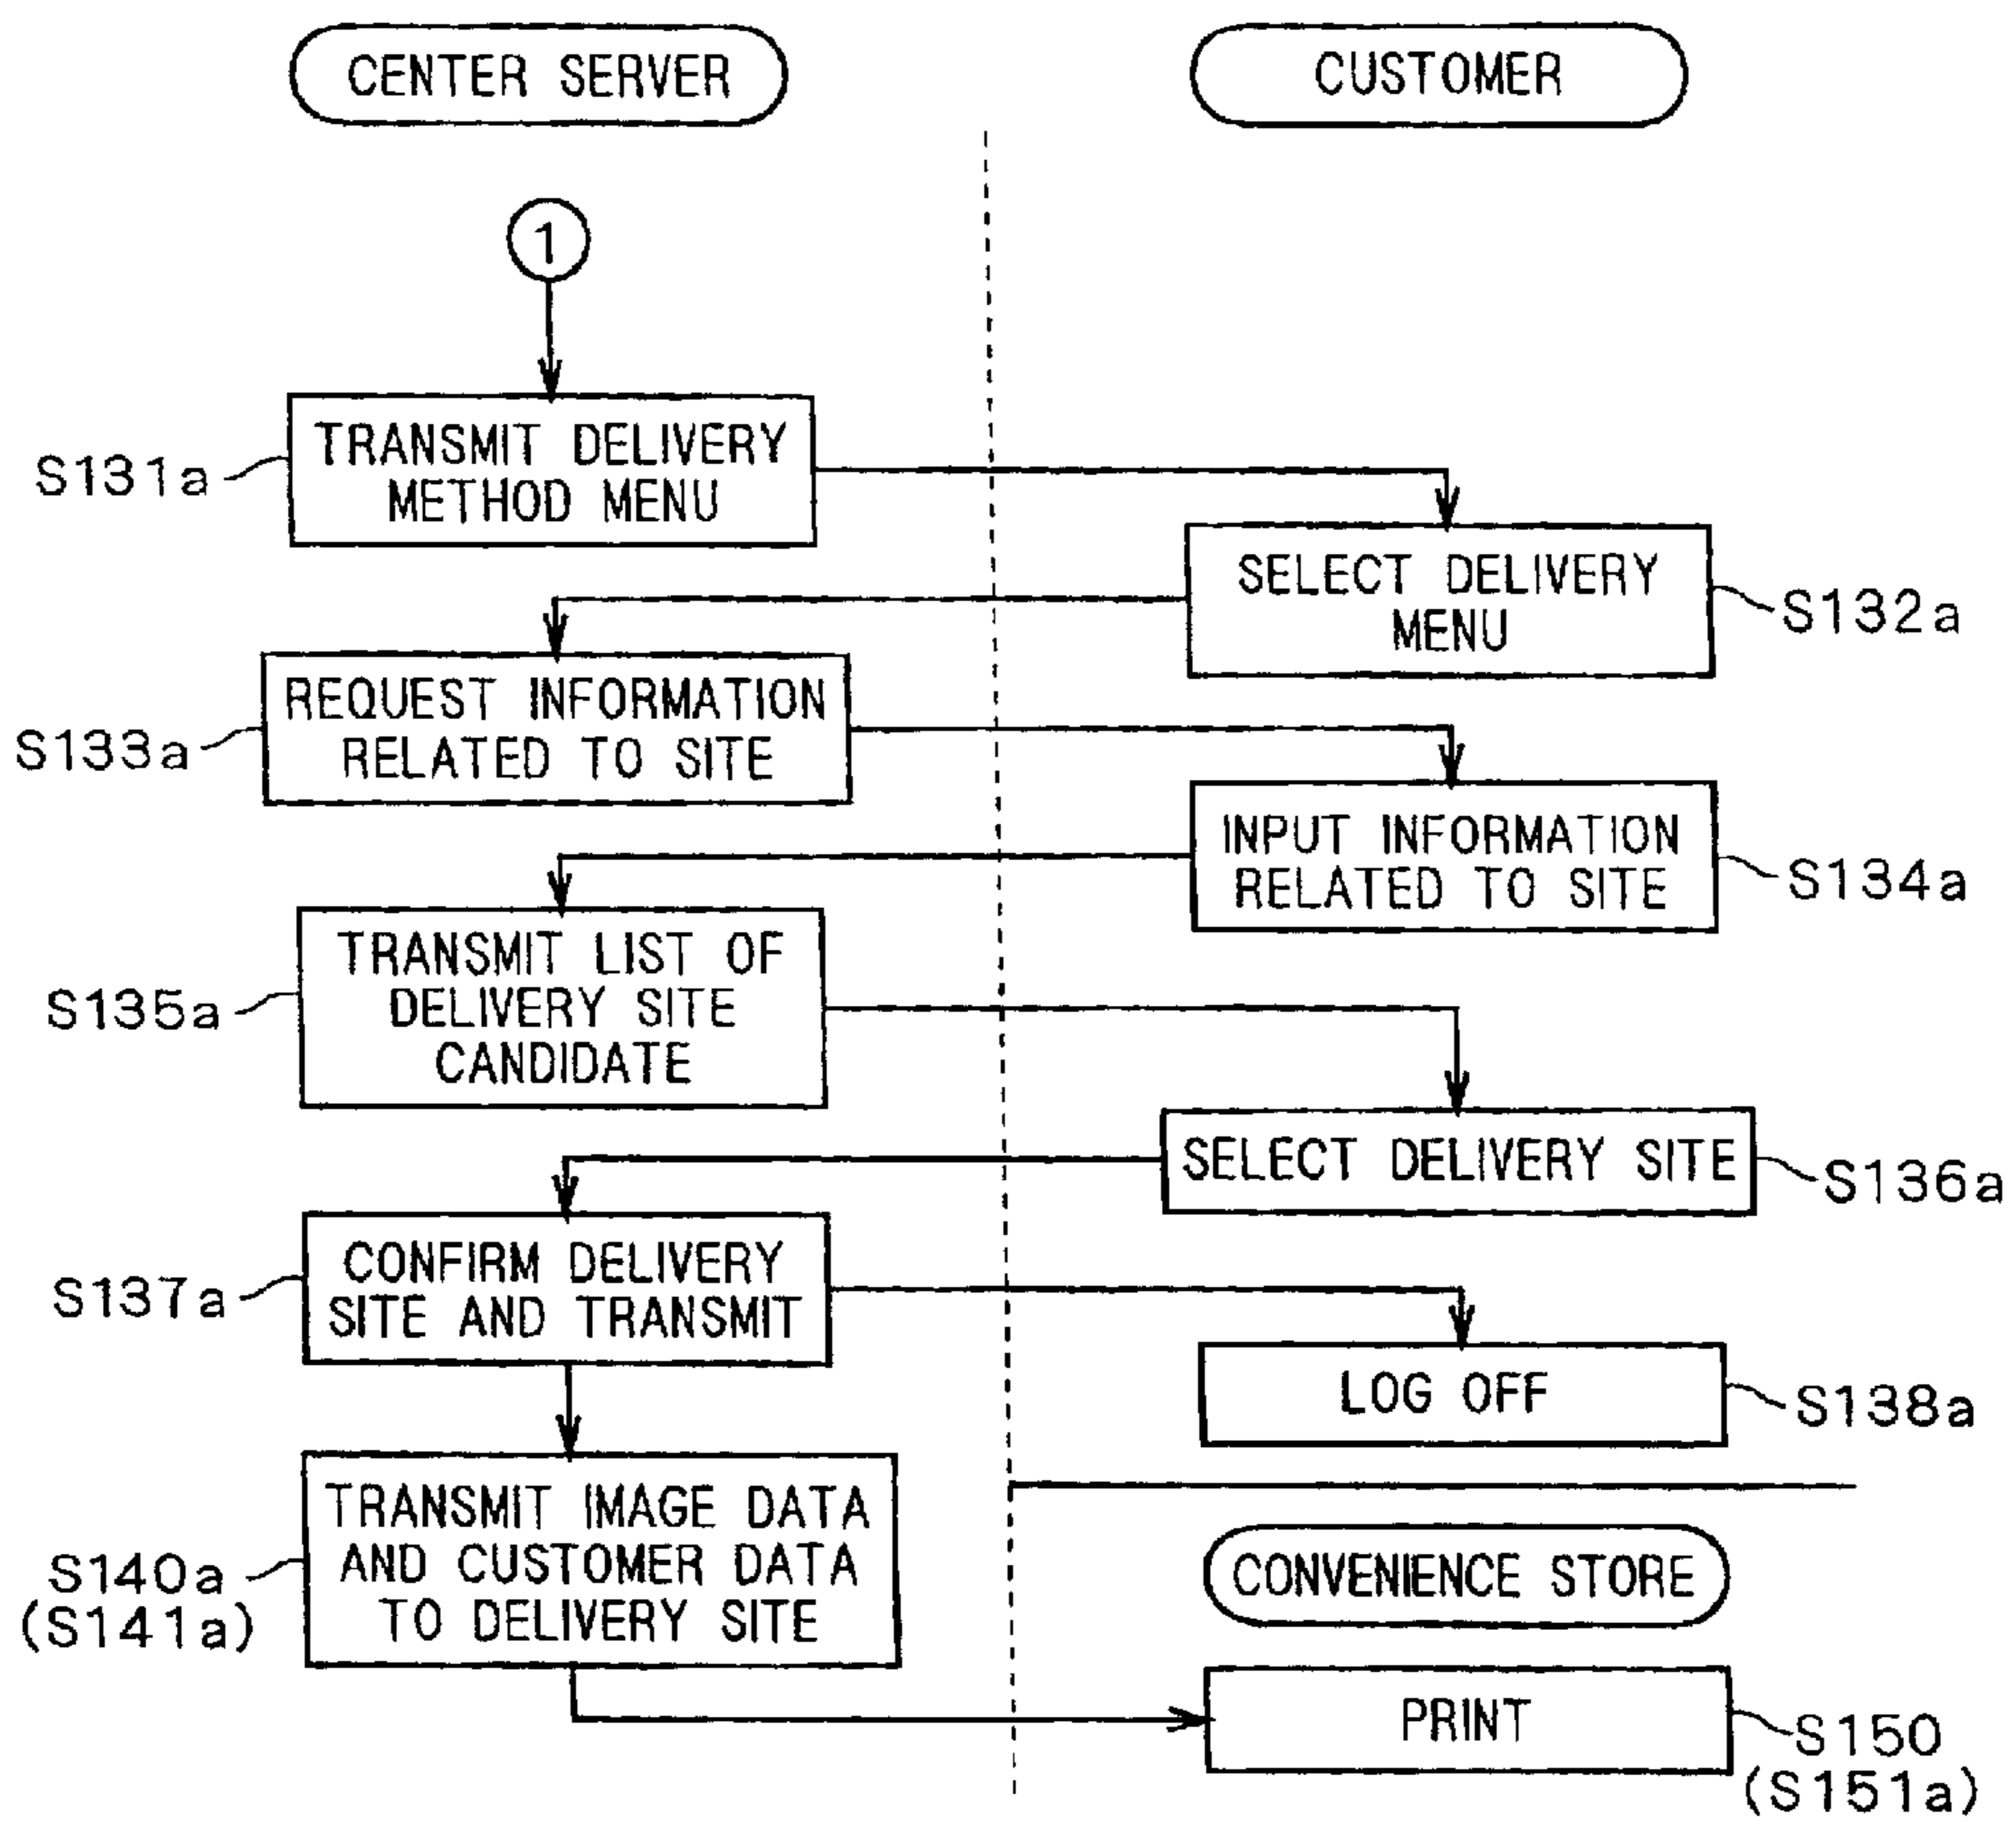 CENTER SERVER
CUSTOMER
1
S131a
TRANSMIT DELIVERY
METHOD MENU
SELECT DELIVERY
MENU
S132a
S133a
REQUEST INFORMATION
RELATED TO SITE
INPUT INFORMATION
RELATED TO SITE
S134a
S135a
TRANSMIT LIST OF
DELIVERY SITE
CANDIDATE
SELECT DELIVERY SITE
S136a
S137a
CONFIRM DELIVERY
SITE AND TRANSMIT
LOG OFF
S138a
S140a
(S141a)
TRANSMIT IMAGE DATA
AND CUSTOMER DATA
TO DELIVERY SITE
CONVENIENCE STORE
PRINT
S150
(S151a)